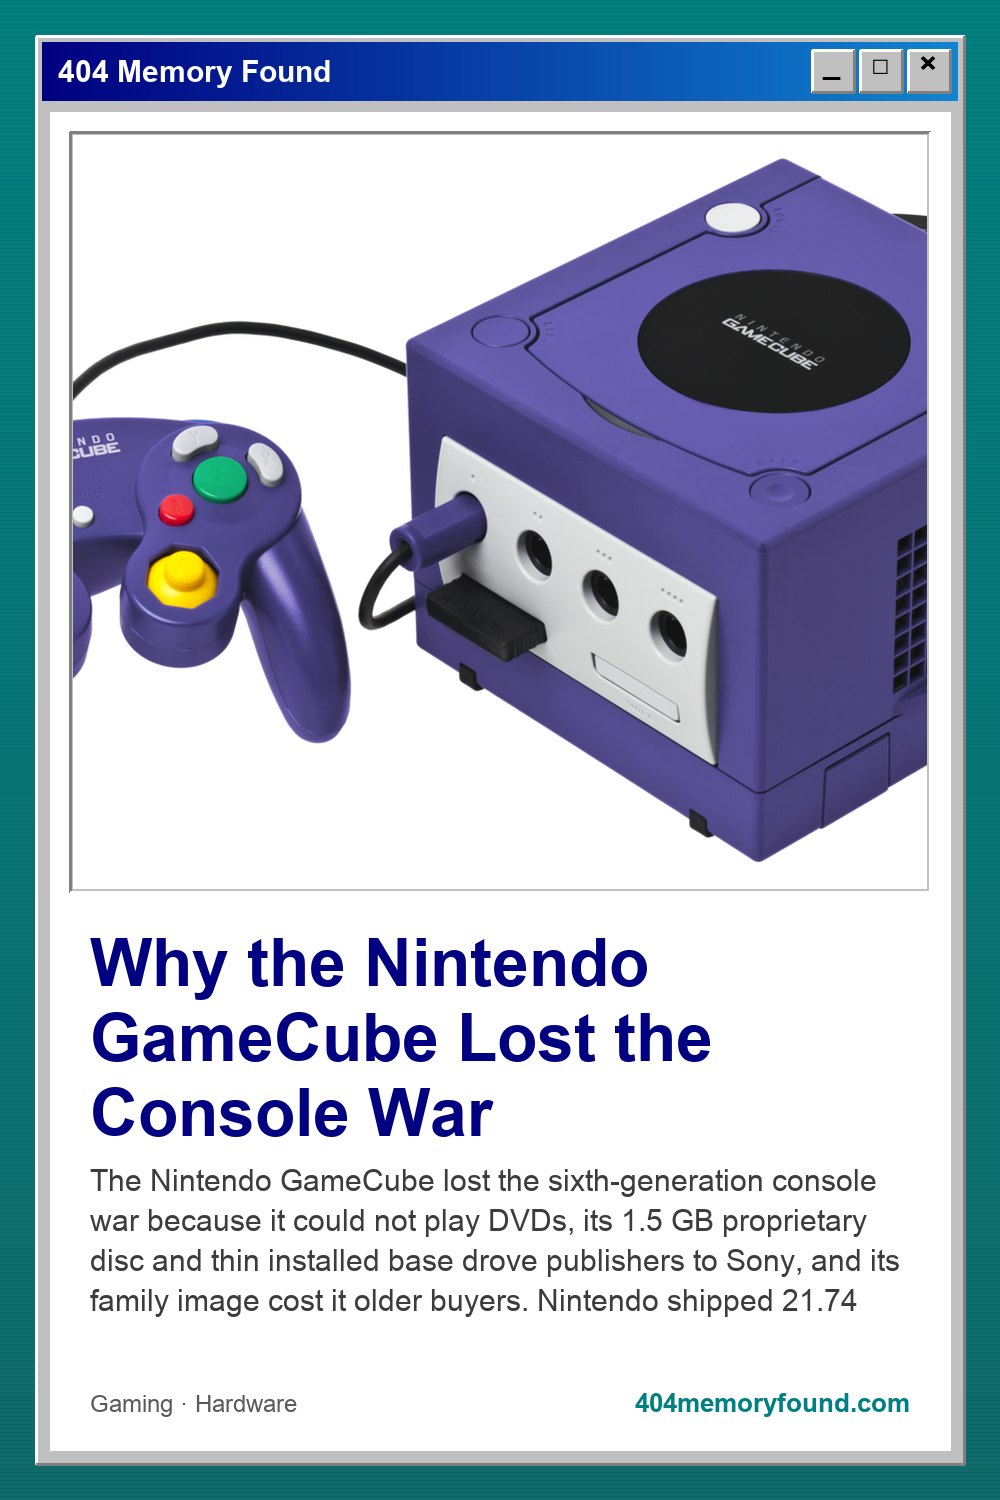 404 Memory Found
NINTENDO
GAMECUBE
NDO
CUBE
Why the Nintendo
GameCube Lost the
Console War
The Nintendo GameCube lost the sixth-generation console
war because it could not play DVDs, its 1.5 GB proprietary
disc and thin installed base drove publishers to Sony, and its
family image cost it older buyers. Nintendo shipped 21.74
Gaming · Hardware
404memoryfound.com